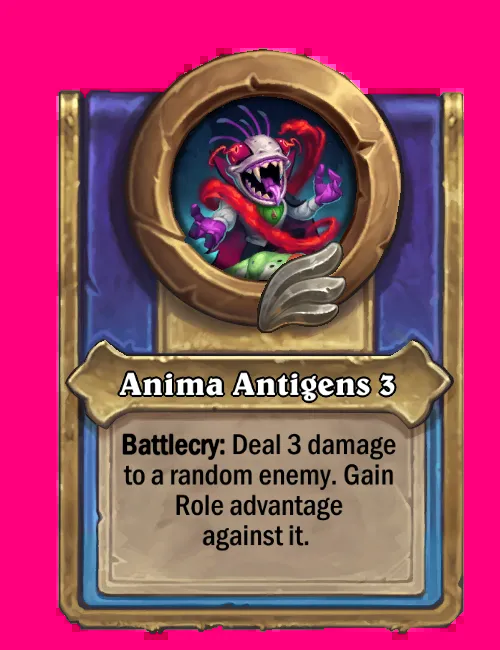 Anima Antigens 3
Battlecry: Deal 3 damage
to a random enemy. Gain
Role advantage
against it.